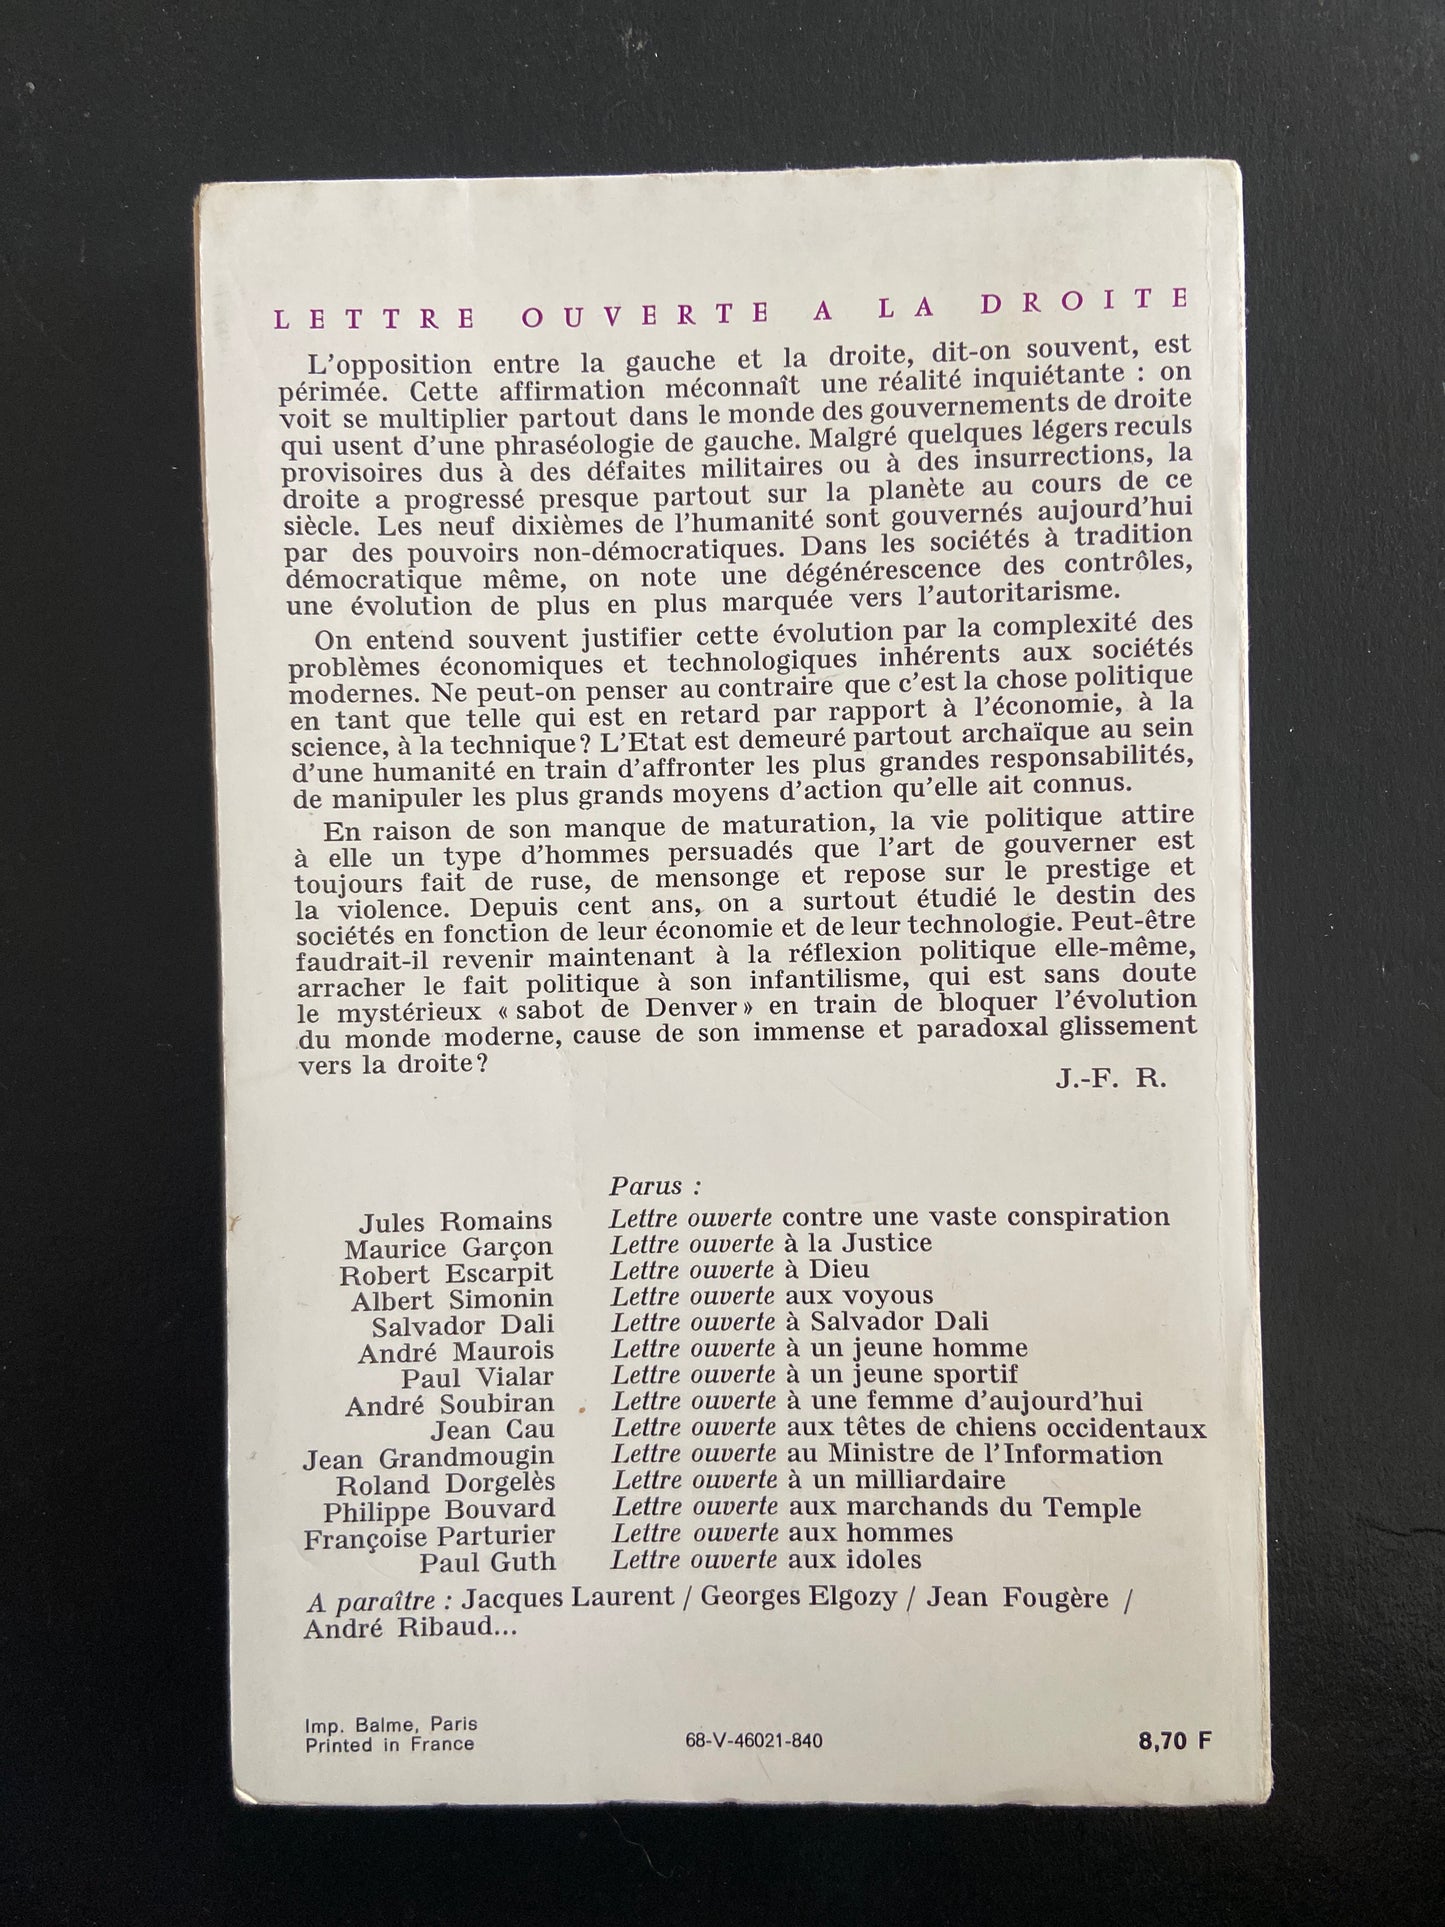 LETTRE OUVERTE A LA DROITE
L'opposition entre la gauche et la droite, dit-on souvent, est
périmée. Cette affirmation méconnaît une réalité inquiétante : on
voit se multiplier partout dans le monde des gouvernements de droite
qui usent d'une phraséologie de gauche. Malgré quelques légers reculs
provisoires dus à des défaites militaires ou à des insurrections, la
droite a progressé presque partout sur la planète au cours de ce
siècle. Les neuf dixièmes de l'humanité sont gouvernés aujourd'hui
par des pouvoirs non-démocratiques. Dans les sociétés à tradition
démocratique même, on note une dégénérescence des contrôles,
une évolution de plus en plus marquée vers l'autoritarisme.
On entend souvent justifier cette évolution par la complexité des
problèmes économiques et technologiques inhérents aux sociétés
modernes. Ne peut-on penser au contraire que c'est la chose politique
en tant que telle qui est en retard par rapport à l'économie, à la
science, à la technique? L'Etat est demeuré partout archaïque au sein
d'une humanité en train d'affronter les plus grandes responsabilités,
de manipuler les plus grands moyens d'action qu'elle ait connus.
En raison de son manque de maturation, la vie politique attire
à elle un type d'hommes persuadés que l'art de gouverner est
toujours fait de ruse, de mensonge et repose sur le prestige et
la violence. Depuis cent ans, on a surtout étudié le destin des
sociétés en fonction de leur économie et de leur technologie. Peut-être
faudrait-il revenir maintenant à la réflexion politique elle-même,
arracher le fait politique à son infantilisme, qui est sans doute
le mystérieux « sabot de Denver » en train de bloquer l'évolution
du monde moderne, cause de son immense et paradoxal glissement
vers la droite?
J.-F. R.
Parus :
Jules Romains Lettre ouverte contre une vaste conspiration
Maurice Garçon Lettre ouverte à la Justice
Robert Escarpit Lettre ouverte à Dieu
Albert Simonin Lettre ouverte aux voyous
Salvador Dali Lettre ouverte à Salvador Dali
André Maurois Lettre ouverte à un jeune homme
Paul Vialar Lettre ouverte à un jeune sportif
André Soubiran Lettre ouverte à une femme d'aujourd'hui
Jean Cau Lettre ouverte aux têtes de chiens occidentaux
Jean Grandmougin Lettre ouverte au Ministre de l'Information
Roland Dorgelès Lettre ouverte à un milliardaire
Philippe Bouvard Lettre ouverte aux marchands du Temple
Françoise Parturier Lettre ouverte aux hommes
Paul Guth Lettre ouverte aux idoles
A paraître : Jacques Laurent / Georges Elgozy / Jean Fougère /
André Ribaud...
Imp. Balme, Paris
Printed in France
68-V-46021-840
8,70 F